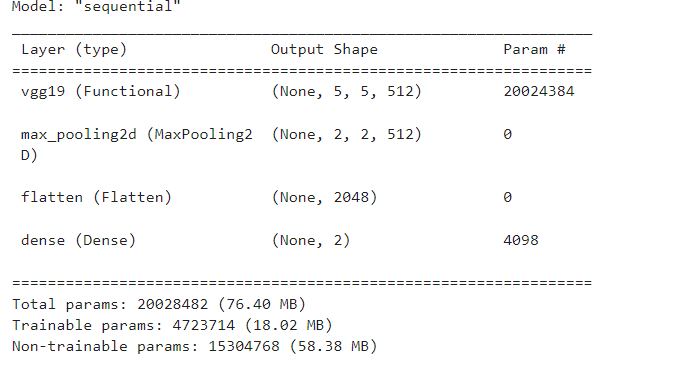 Model: "sequential"
_________________________________________________________________
Layer (type) Output Shape Param #
=================================================================
vgg19 (Functional) (None, 5, 5, 512) 20024384
max_pooling2d (MaxPooling2 (None, 2, 2, 512) 0
D)
flatten (Flatten) (None, 2048) 0
dense (Dense) (None, 2) 4098
=================================================================
Total params: 20028482 (76.40 MB)
Trainable params: 4723714 (18.02 MB)
Non-trainable params: 15304768 (58.38 MB)